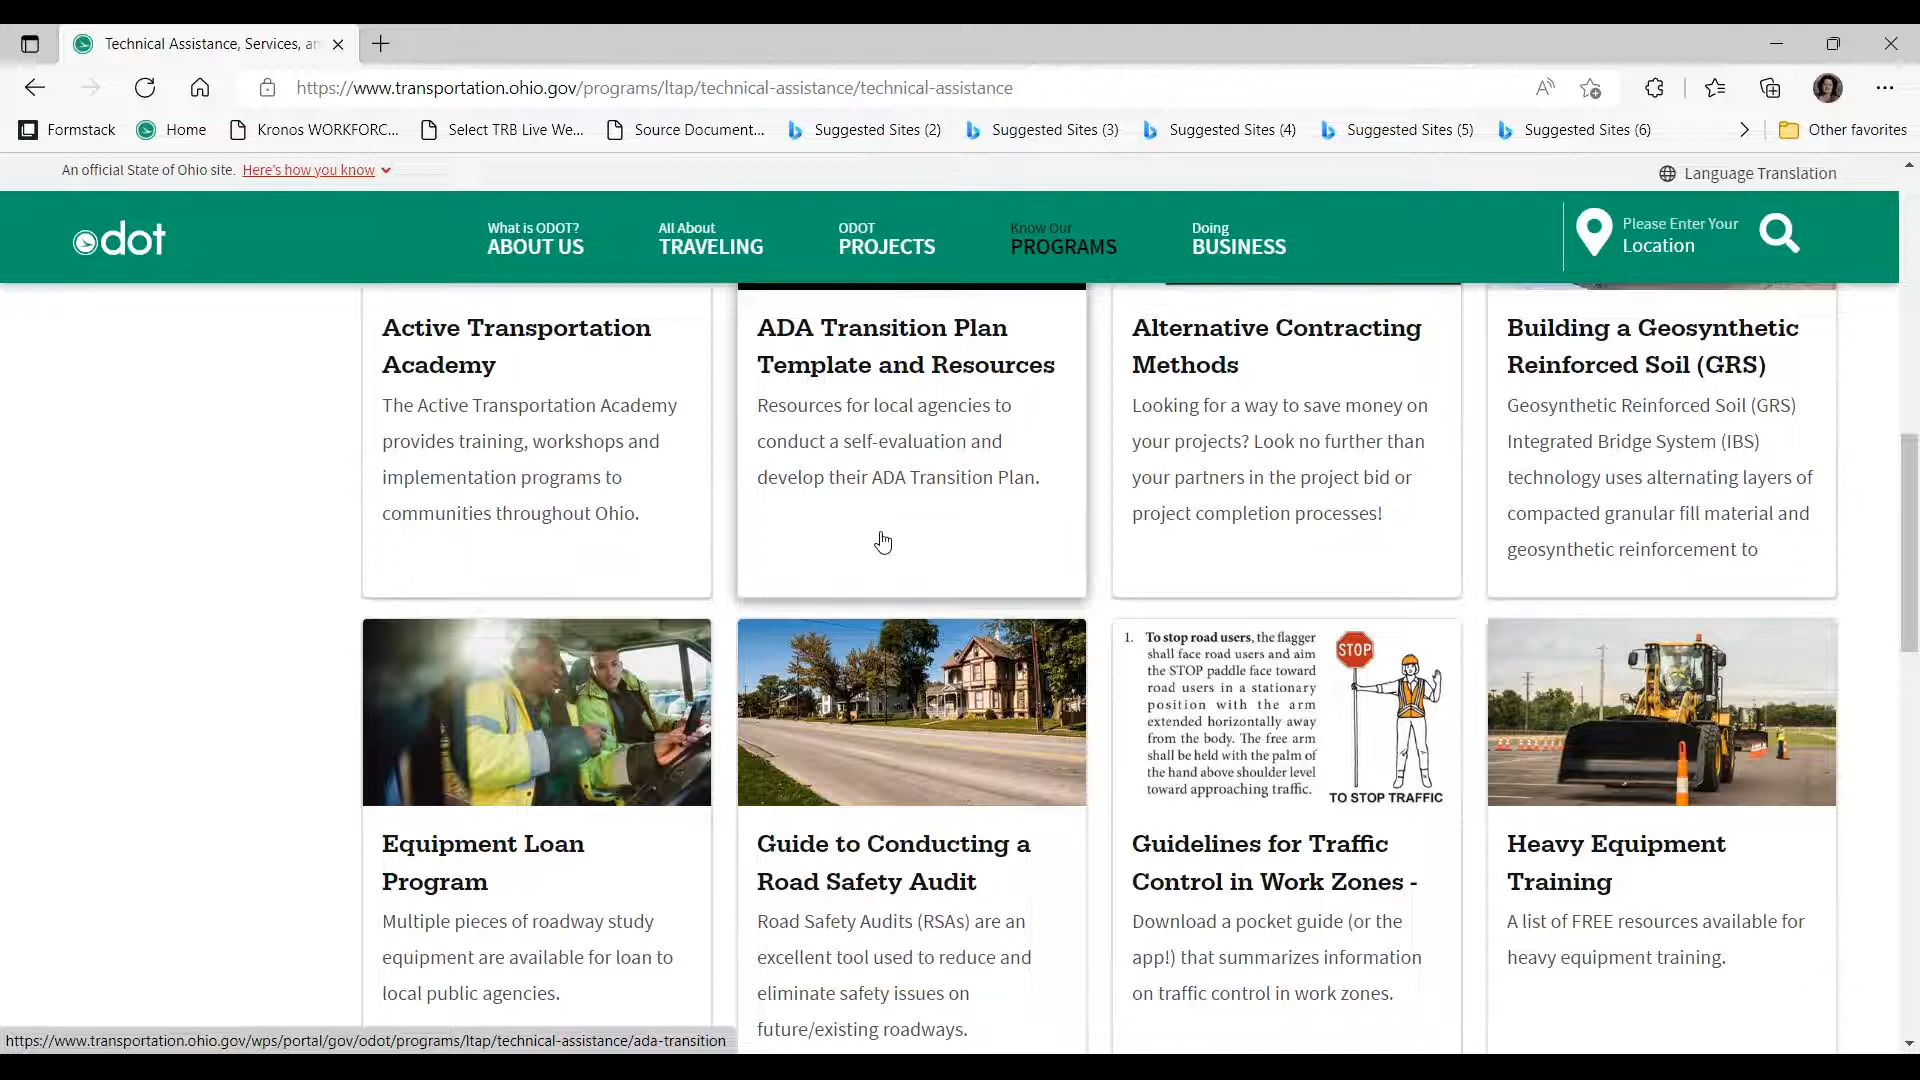 Technical Assistance, Services, an
https://www.transportation.ohio.gov/programs/ltap/technical-assistance/technical-assistance
Formstack
Home
Kronos WORKFORC...
Select TRB Live We...
Source Document...
Suggested Sites (2)
Suggested Sites (3)
Suggested Sites (4)
Suggested Sites (5)
Suggested Sites (6)
Other favorites
An official State of Ohio site. Here's how you know
Language Translation
odot
What is ODOT?
ABOUT US
All About
TRAVELING
ODOT
PROJECTS
Know Our
PROGRAMS
Doing
BUSINESS
Please Enter Your
Location
Active Transportation
Academy
The Active Transportation Academy
provides training, workshops and
implementation programs to
communities throughout Ohio.
ADA Transition Plan
Template and Resources
Resources for local agencies to
conduct a self-evaluation and
develop their ADA Transition Plan.
Alternative Contracting
Methods
Looking for a way to save money on
your projects? Look no further than
your partners in the project bid or
project completion processes!
Building a Geosynthetic
Reinforced Soil (GRS)
Geosynthetic Reinforced Soil (GRS)
Integrated Bridge System (IBS)
technology uses alternating layers of
compacted granular fill material and
geosynthetic reinforcement to
Equipment Loan
Program
Multiple pieces of roadway study
equipment are available for loan to
local public agencies.
Guide to Conducting a
Road Safety Audit
Road Safety Audits (RSAs) are an
excellent tool used to reduce and
eliminate safety issues on
future/existing roadways.
1. To stop road users, the flagger
shall face road users and aim
the STOP paddle face toward
road users in a stationary
position with the arm
extended horizontally away
from the body. The free arm
shall be held with the palm of
the hand above shoulder level
toward approaching traffic.
STOP
TO STOP TRAFFIC
Guidelines for Traffic
Control in Work Zones -
Download a pocket guide (or the
app!) that summarizes information
on traffic control in work zones.
Heavy Equipment
Training
A list of FREE resources available for
heavy equipment training.
https://www.transportation.ohio.gov/wps/portal/gov/odot/programs/ltap/technical-assistance/ada-transition